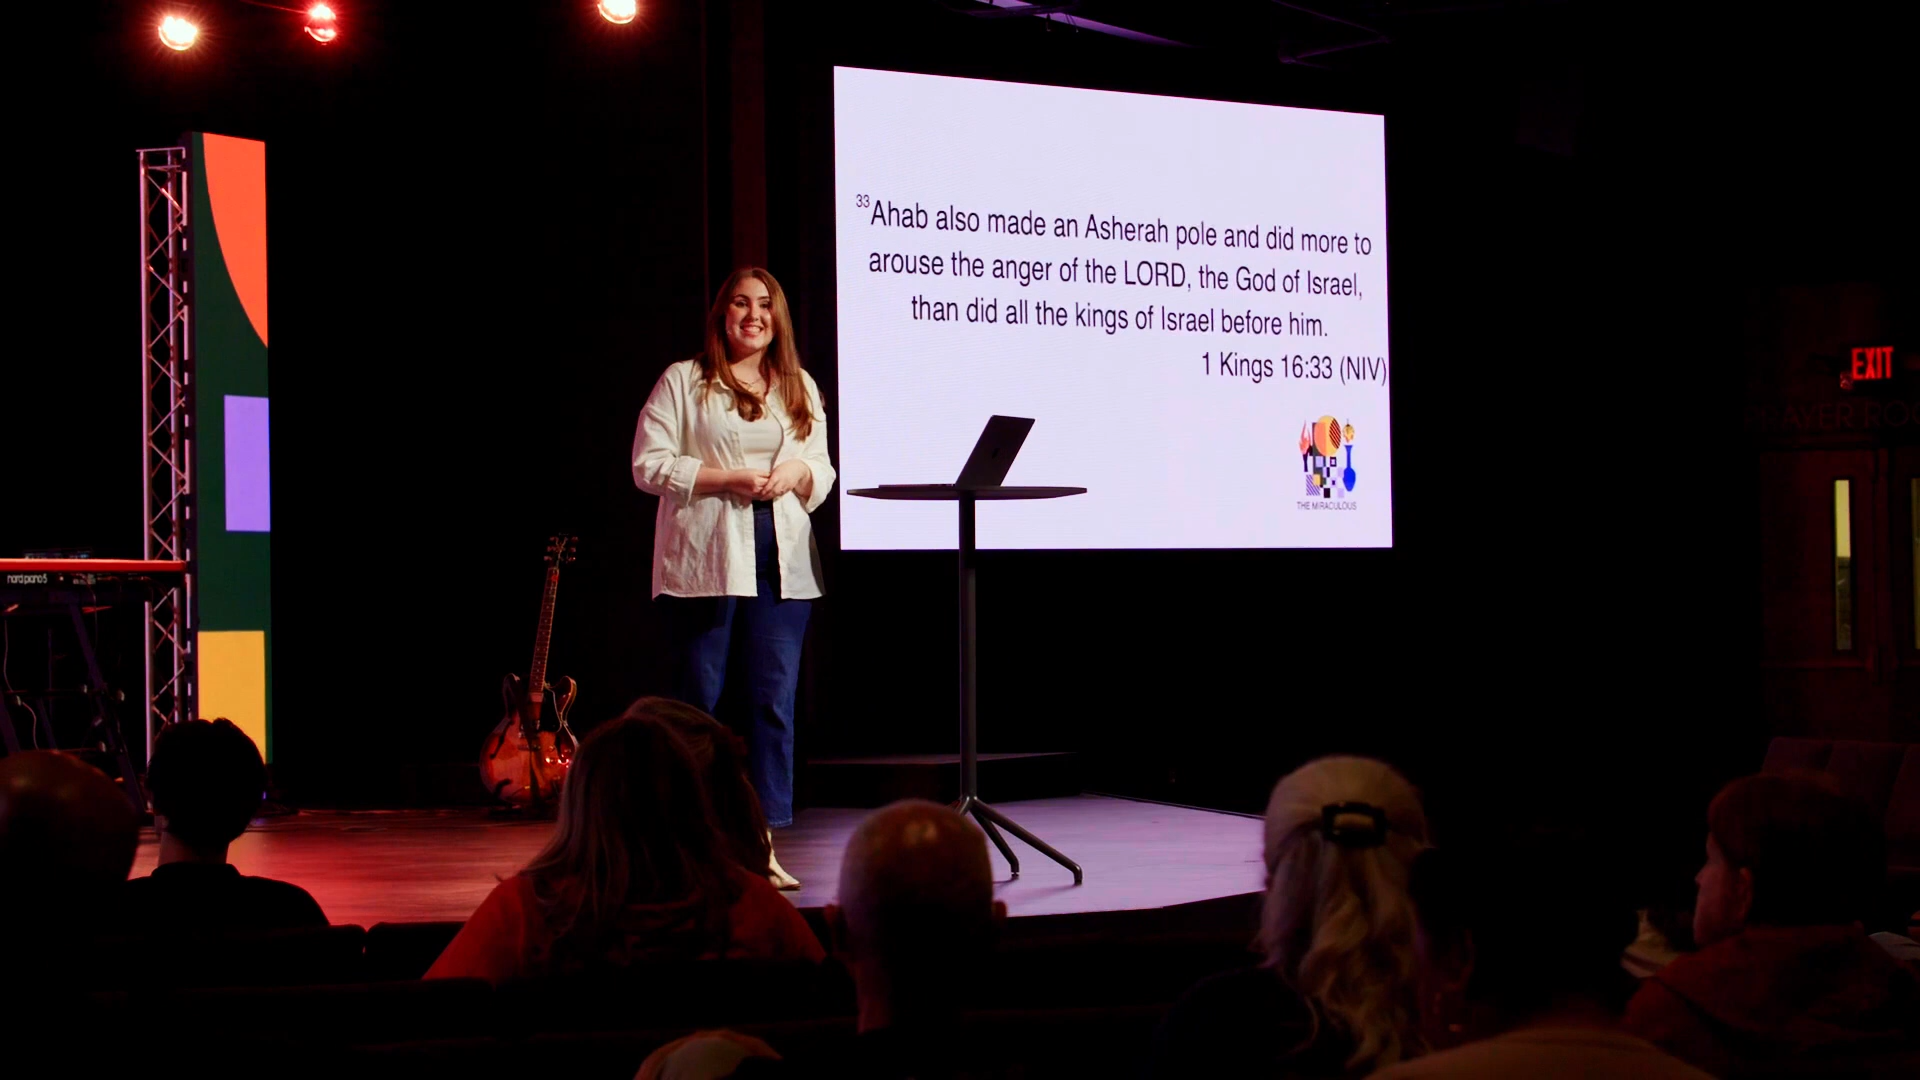 33Ahab also made an Asherah pole and did more to
arouse the anger of the LORD, the God of Israel,
than did all the kings of Israel before him.
1 Kings 16:33 (NIV)
THE MIRACULOUS
EXIT
nord piano 5